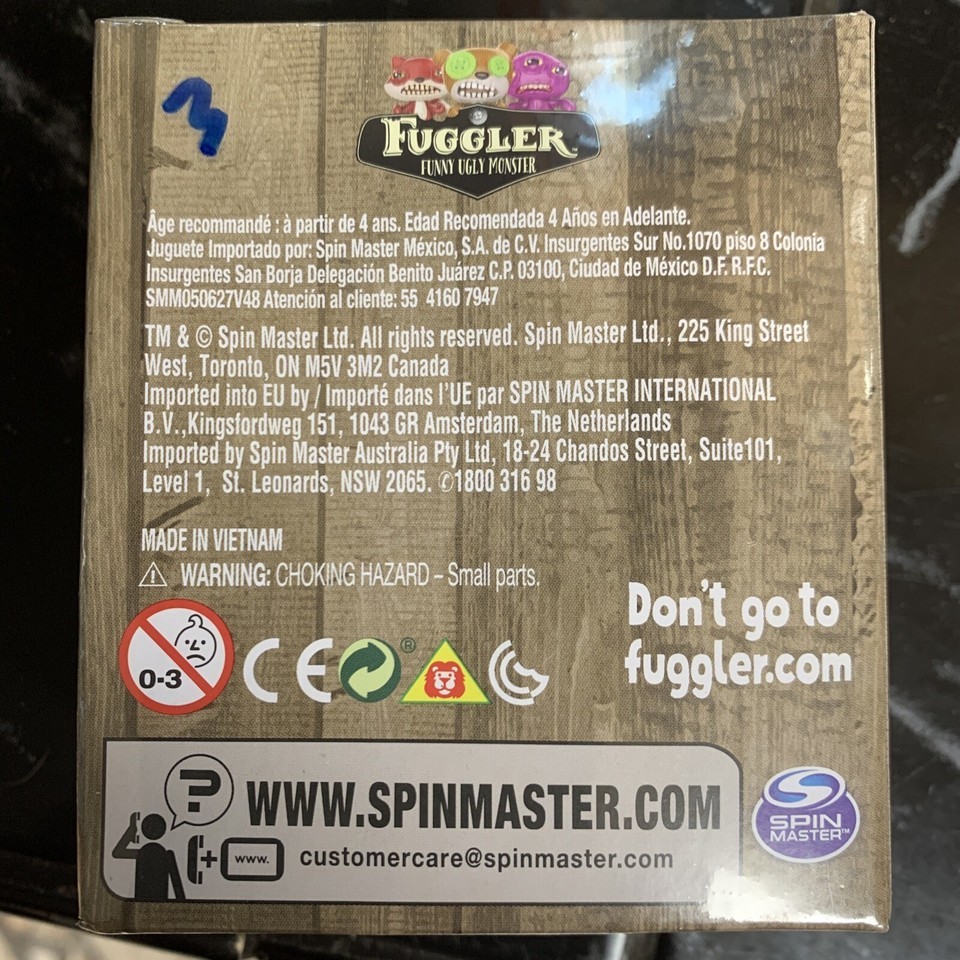 3
FUGGLER™
FUNNY UGLY MONSTER
Âge recommandé : à partir de 4 ans. Edad Recomendada 4 Años en Adelante.
Juguete Importado por: Spin Master México, S.A. de C.V. Insurgentes Sur No.1070 piso 8 Colonia
Insurgentes San Borja Delegación Benito Juárez C.P. 03100, Ciudad de México D.F. R.F.C.
SMM050627V48 Atención al cliente: 55 4160 7947
TM & © Spin Master Ltd. All rights reserved. Spin Master Ltd., 225 King Street
West, Toronto, ON M5V 3M2 Canada
Imported into EU by / Importé dans l'UE par SPIN MASTER INTERNATIONAL
B.V.,Kingsfordweg 151, 1043 GR Amsterdam, The Netherlands
Imported by Spin Master Australia Pty Ltd, 18-24 Chandos Street, Suite101,
Level 1, St. Leonards, NSW 2065. ✆1800 316 98
MADE IN VIETNAM
⚠ WARNING: CHOKING HAZARD – Small parts.
Don't go to
fuggler.com
0-3
CE
®
?
WWW.SPINMASTER.COM
+ www.
customercare@spinmaster.com
SPIN
MASTER™